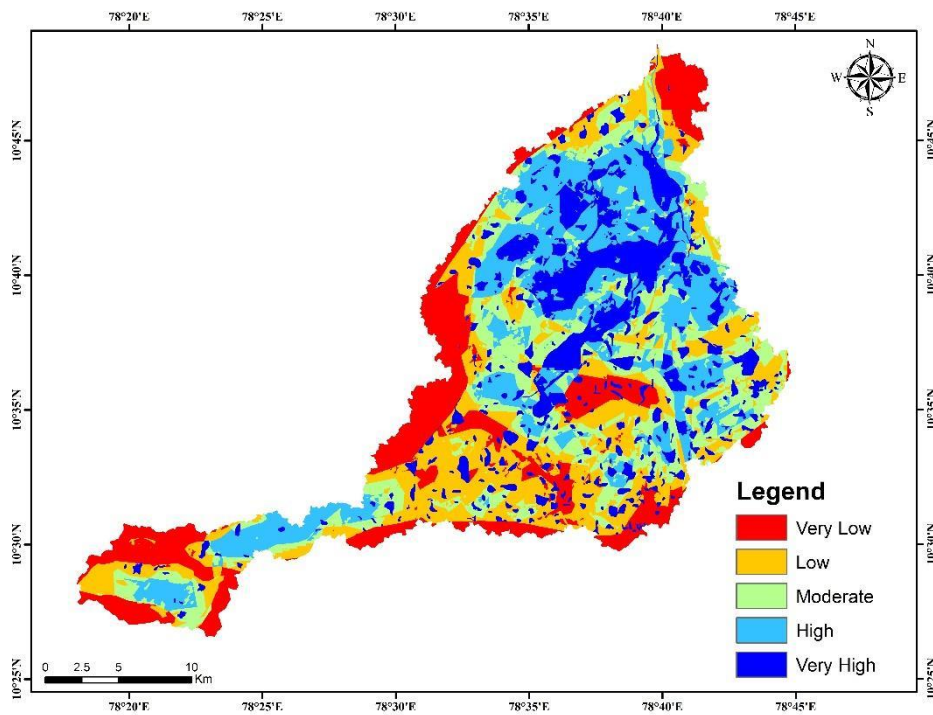 78°20'E 78°25'E 78°30'E 78°35'E 78°40'E 78°45'E
N
W E
S
10°45'N 10°45'N
10°40'N 10°40'N
10°35'N 10°35'N
Legend
Very Low
10°30'N 10°30'N
Low
Moderate
High
Very High
0 2.5 5 10
Km
10°25'N 10°25'N
78°20'E 78°25'E 78°30'E 78°35'E 78°40'E 78°45'E